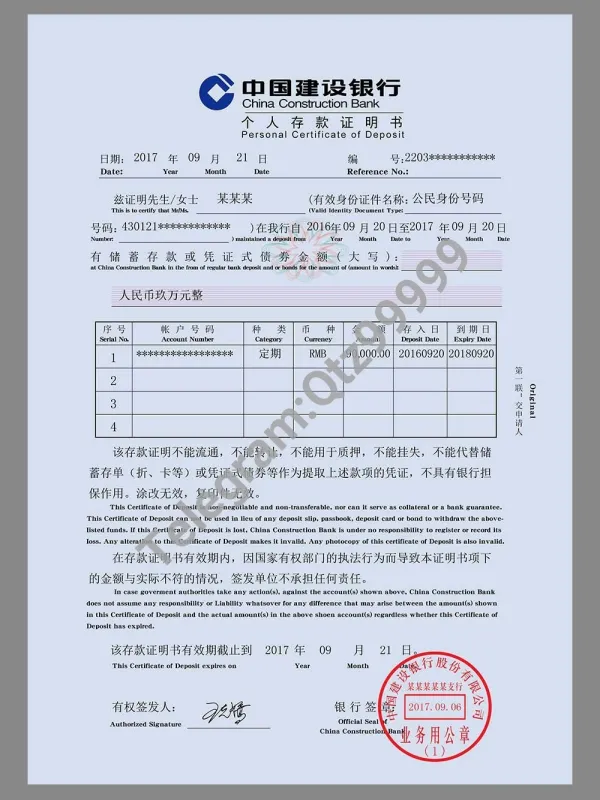 中国建设银行
China Construction Bank
个人存款证明书
Personal Certificate of Deposit
日期: 2017 年 09 月 21 日 编 号:2203***********
Date: Year Month Day Reference No.:
兹证明先生/女士 某某某 (有效身份证件名称: 公民身份号码
This is to certify that Mr/Ms. (Valid Identity Document Type:
号码: 430121************ )在我行自 2016年 09 月 20 日至2017 年 09 月 20 日
Number: ) maintained a deposit from Year Month Date to Year Month Day
有储蓄存款或凭证式债券金额(大写):
at China Construction Bank in the from of regular bank deposit and or bonds for the amount of (amount in words):
人民币玖万元整
序号 帐户号码 种类 币种 金额 存入日 到期日
Serial No. Account Number Category Currency Amount Deposit Date Expiry Date
1 ***************** 定期 RMB 90,000.00 20160920 20180920
2
3
4
第一联:交申请人
Original
该存款证明不能流通,不能转让,不能用于质押,不能挂失,不能代替储
蓄存单(折、卡等)或凭证式债券等作为提取上述款项的凭证,不具有银行担
保作用。涂改无效,复印件无效。
This Certificate of Deposit is non-negotiable and non-transferable, nor can it serve as collateral or a bank guarantee.
This Certificate of Deposit can not be used in lieu of any deposit slip, passbook, deposit card or bond to withdraw the above-
listed funds. If this Certificate of Deposit is lost, China Construction Bank is under no responsibility to register or record its
loss. Any alteration to the Certificate of Deposit makes it invalid. Any photocopy of this certificate of Deposit is also invalid.
在存款证明书有效期内,因国家有权部门的执法行为而导致本证明书项下
的金额与实际不符的情况,签发单位不承担任何责任。
In case goverment authorities take any action(s), against the account(s) shown above, China Construction Bank
does not assume any responsibility or Liability whatsover for any difference that may arise between the amount(s) shown
in this Certificate of Deposit and the actual amount(s) in the above shoen account(s) regardless whether this Certificate of
Deposit has expired.
该存款证明书有效期截止到 2017 年 09 月 21 日。
This Certificate of Deposit expires on Year Month Day
有权签发人: 银行签章:
Authorized Signature Official Seal of
China Construction Bank
中国建设银行股份有限公司
某某某某某支行
2017.09.06
业务用公章
(1)
Telegram:Qtz99999